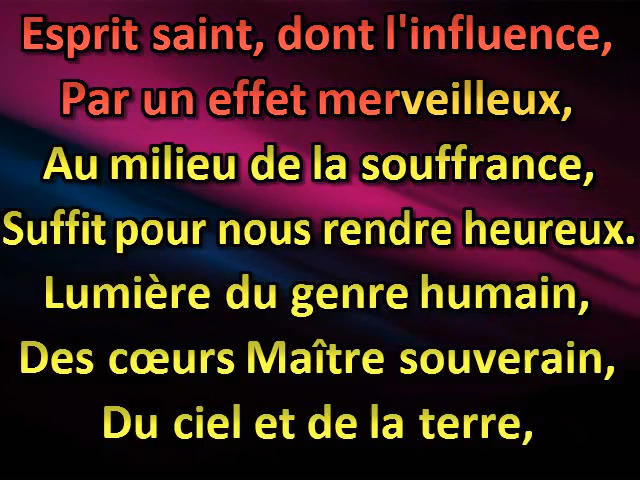 Esprit saint, dont l'influence,
Par un effet merveilleux,
Au milieu de la souffrance,
Suffit pour nous rendre heureux.
Lumière du genre humain,
Des cœurs Maître souverain,
Du ciel et de la terre,